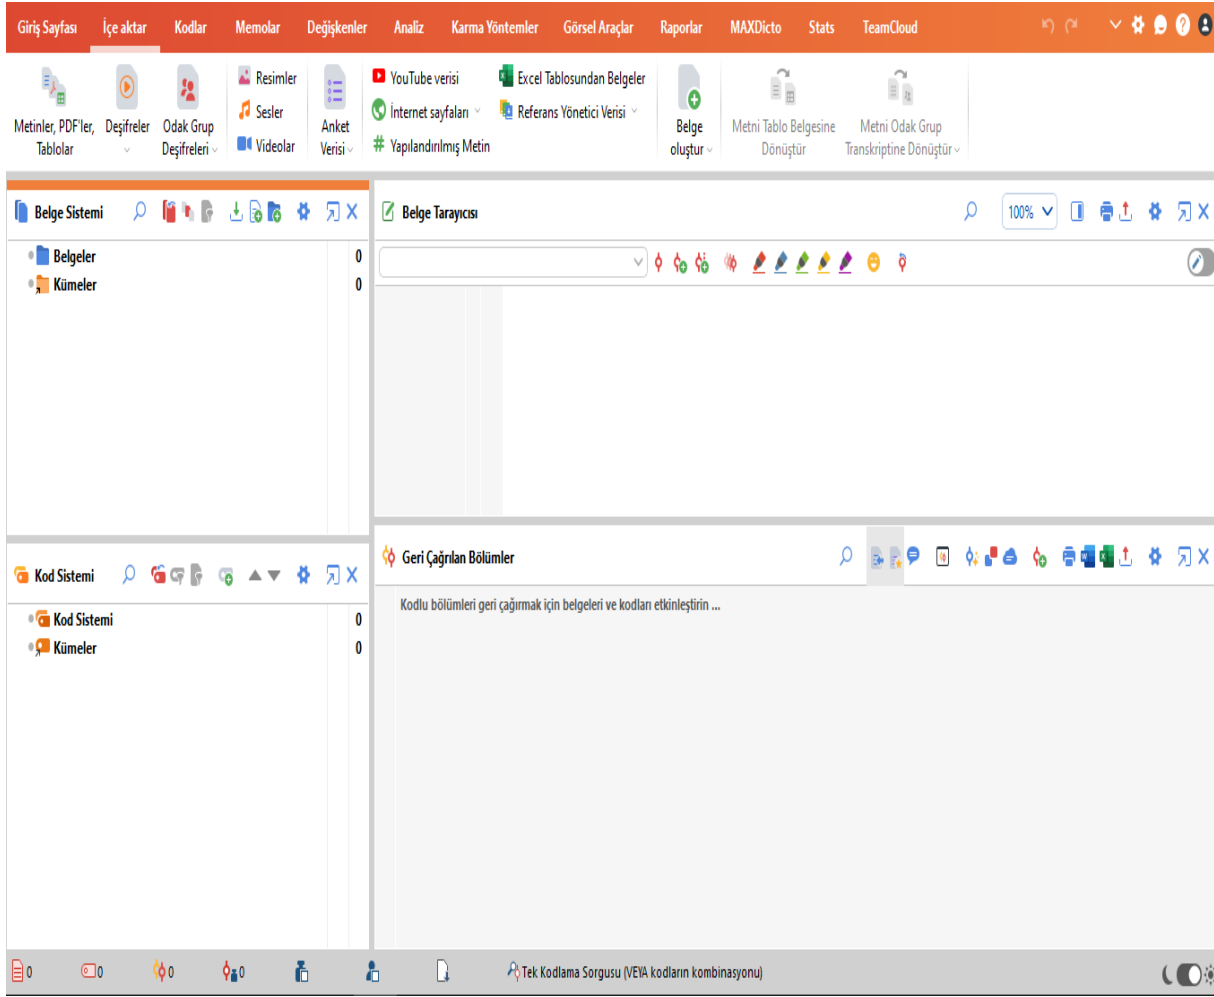 Giriş Sayfası İçe aktar Kodlar Memolar Değişkenler Analiz Karma Yöntemler Görsel Araçlar Raporlar MAXDicto Stats TeamCloud
Metinler, PDF'ler, Tablolar
Deşifreler
Odak Grup Deşifreleri
Resimler
Sesler
Videolar
Anket Verisi
YouTube verisi
İnternet sayfaları
# Yapılandırılmış Metin
Excel Tablosundan Belgeler
Referans Yönetici Verisi
Belge oluştur
Metni Tablo Belgesine Dönüştür
Metni Odak Grup Transkriptine Dönüştür
Belge Sistemi
Belgeler 0
Kümeler 0
Belge Tarayıcısı
100%
Kod Sistemi
Kod Sistemi 0
Kümeler 0
Geri Çağrılan Bölümler
Kodlu bölümleri geri çağırmak için belgeleri ve kodları etkinleştirin ...
0 0 0 0 Tek Kodlama Sorgusu (VEYA kodların kombinasyonu)